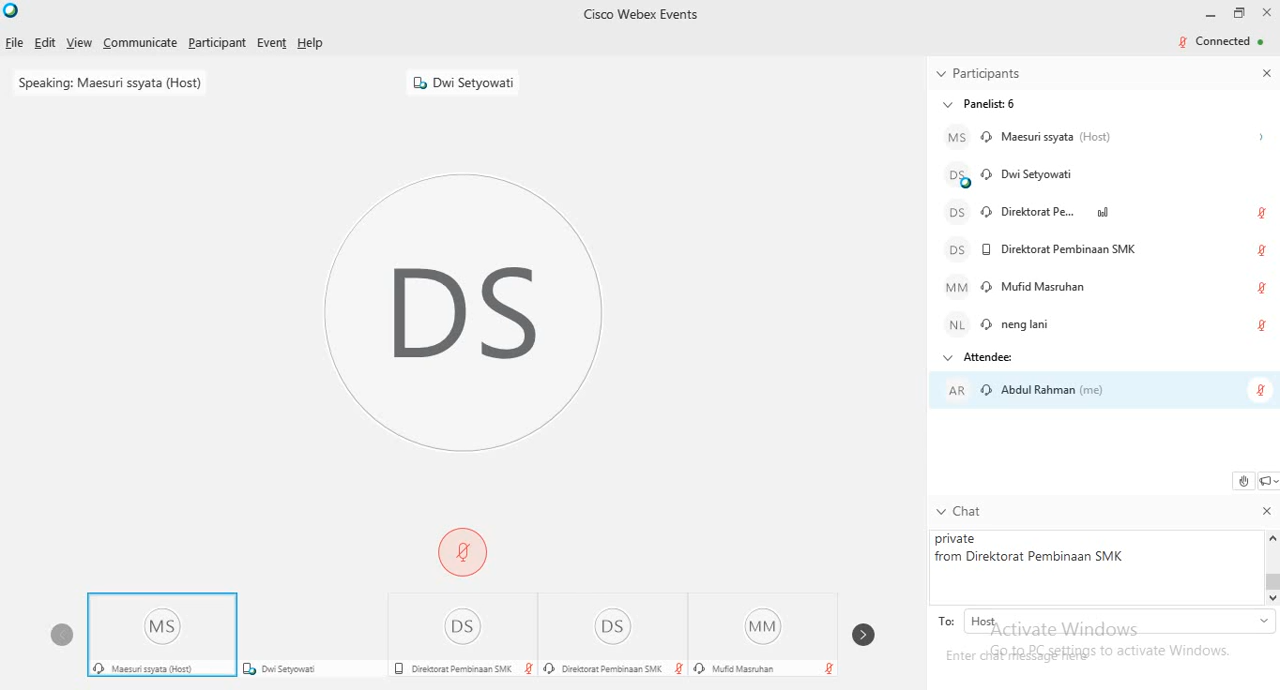 Cisco Webex Events
File Edit View Communicate Participant Event Help
Connected
Speaking: Maesuri ssyata (Host)
Dwi Setyowati
DS
MS Maesuri ssyata (Host)
Dwi Setyowati
DS Direktorat Pembinaan SMK
DS Direktorat Pembinaan SMK
MM Mufid Masruhan
Participants
Panelist: 6
MS Maesuri ssyata (Host)
DS Dwi Setyowati
DS Direktorat Pe...
DS Direktorat Pembinaan SMK
MM Mufid Masruhan
NL neng lani
Attendee:
AR Abdul Rahman (me)
Chat
private
from Direktorat Pembinaan SMK
To: Host
Enter chat message here
Activate Windows
Go to PC settings to activate Windows.